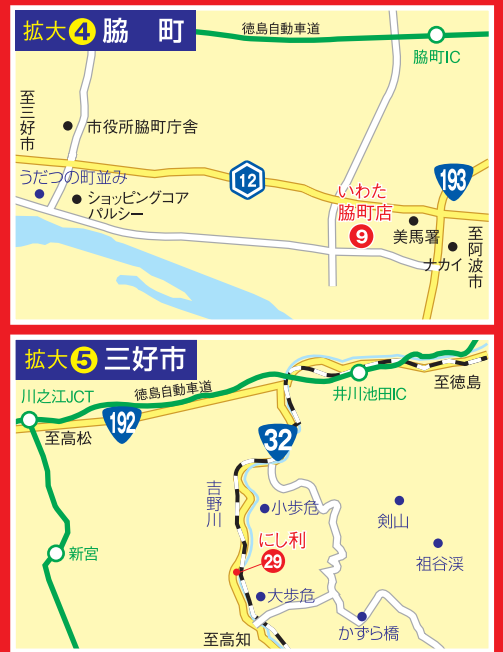 拡大④脇 町
徳島自動車道
脇町IC
至三好市
市役所脇町庁舎
うだつの町並み
ショッピングコア
パルシー
12
いわた
脇町店
9
193
美馬署
ナカイ
至阿波市
拡大⑤三好市
川之江JCT
徳島自動車道
192
至高松
井川池田IC
至徳島
32
吉野川
小歩危
剣山
祖谷渓
新宮
にし利
29
大歩危
かずら橋
至高知